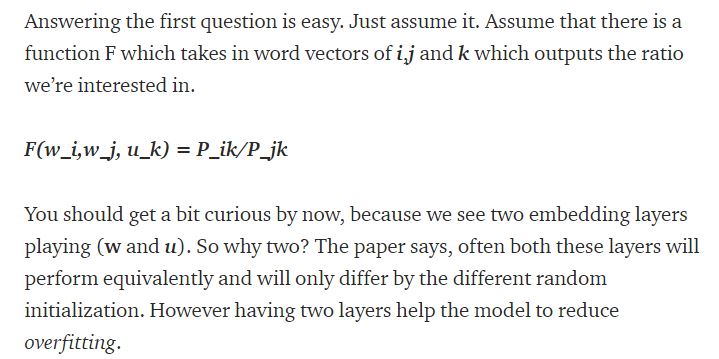 Answering the first question is easy. Just assume it. Assume that there is a
function F which takes in word vectors of i,j and k which outputs the ratio
we’re interested in.
F(w_i,w_j, u_k) = P_ik/P_jk
You should get a bit curious by now, because we see two embedding layers
playing (w and u). So why two? The paper says, often both these layers will
perform equivalently and will only differ by the different random
initialization. However having two layers help the model to reduce
overfitting.